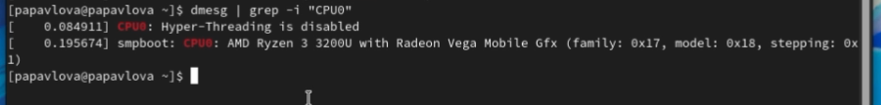 [papavlova@papavlova ~]$ dmesg | grep -i "CPU0"
[    0.084911] CPU0: Hyper-Threading is disabled
[    0.195674] smpboot: CPU0: AMD Ryzen 3 3200U with Radeon Vega Mobile Gfx (family: 0x17, model: 0x18, stepping: 0x
1)
[papavlova@papavlova ~]$